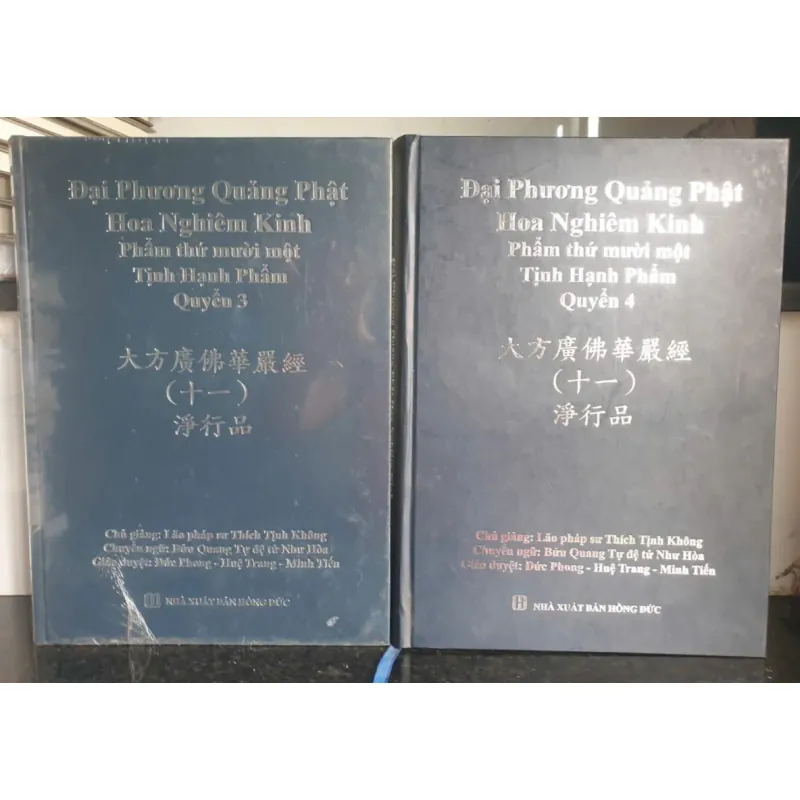 Đại Phương Quảng Phật
Hoa Nghiêm Kinh
Phẩm thứ mười một
Tịnh Hạnh Phẩm
Quyển 3
大方廣佛華嚴經
（十一）
淨行品
Chủ giảng: Lão pháp sư Thích Tịnh Không
Chuyển ngữ: Bửu Quang Tự đệ tử Như Hòa
Giảo duyệt: Đức Phong - Huệ Trang - Minh Tiến
NHÀ XUẤT BẢN HỒNG ĐỨC
Đại Phương Quảng Phật
Hoa Nghiêm Kinh
Phẩm thứ mười một
Tịnh Hạnh Phẩm
Quyển 4
大方廣佛華嚴經
（十一）
淨行品
Chủ giảng: Lão pháp sư Thích Tịnh Không
Chuyển ngữ: Bửu Quang Tự đệ tử Như Hòa
Giảo duyệt: Đức Phong - Huệ Trang - Minh Tiến
NHÀ XUẤT BẢN HỒNG ĐỨC